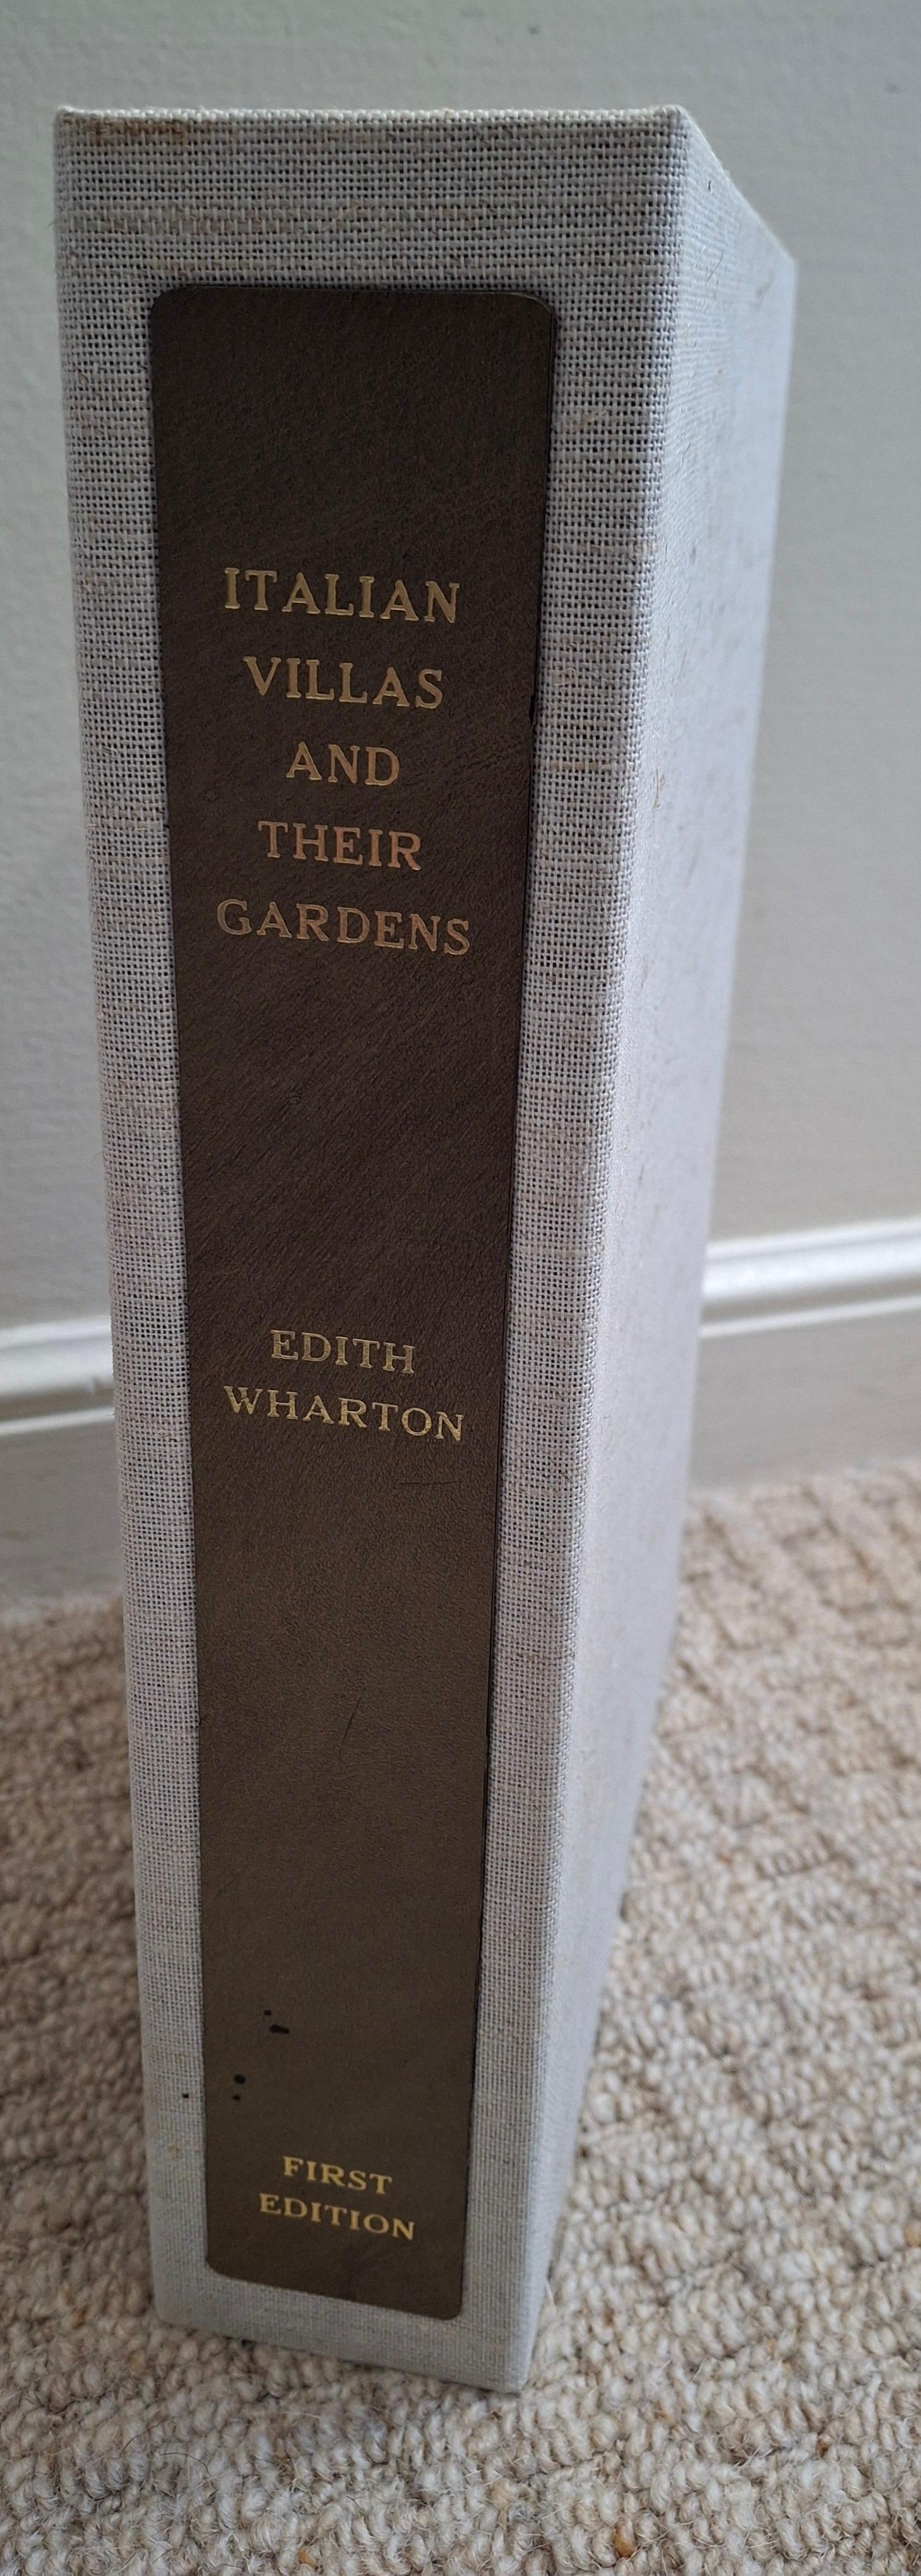 ITALIAN
VILLAS
AND
THEIR
GARDENS
EDITH
WHARTON
FIRST
EDITION